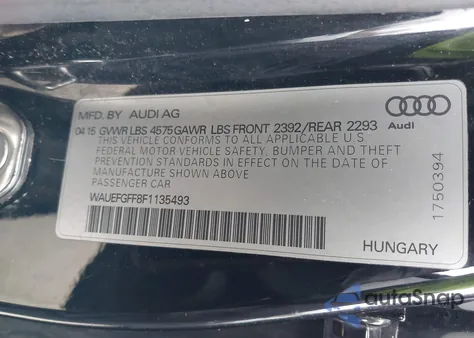 MFD. BY AUDI AG
04 15 GVWR LBS 4575 GAWR LBS FRONT 2392/REAR 2293
Audi
THIS VEHICLE CONFORMS TO ALL APPLICABLE U.S.
FEDERAL MOTOR VEHICLE SAFETY, BUMPER AND THEFT
PREVENTION STANDARDS IN EFFECT ON THE DATE OF
MANUFACTURE SHOWN ABOVE
PASSENGER CAR
WAUEFGFF8F1135493
1750394
HUNGARY
autoSnap